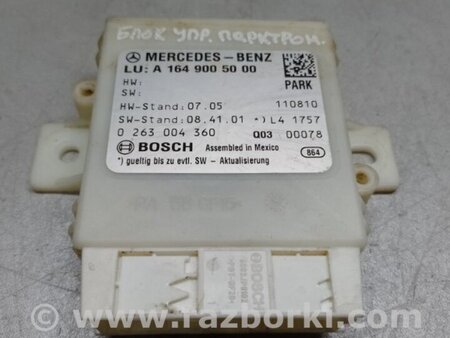 БЛОК УПР. ПАРКТРОН.
MERCEDES-BENZ
LU: A 164 900 50 00
HW:
SW:
PARK
HW-Stand: 07.05 110810
SW-Stand: 08.41.01 *) L4 1757
0 263 004 360 Q03 00078
BOSCH Assembled in Mexico
*) gueltig bis zu evtl. SW - Aktualisierung 864
BOSCH
www.razborki.com